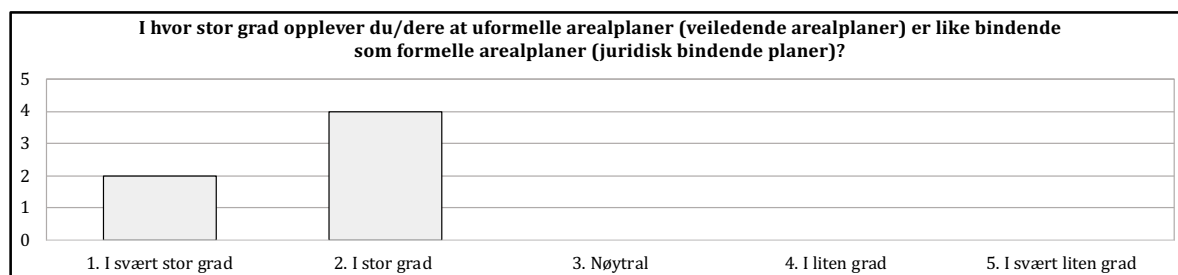 I hvor stor grad opplever du/dere at uformelle arealplaner (veiledende arealplaner) er like bindende
som formelle arealplaner (juridisk bindende planer)?
5
4
3
2
1
0
1. I svært stor grad
2. I stor grad
3. Nøytral
4. I liten grad
5. I svært liten grad